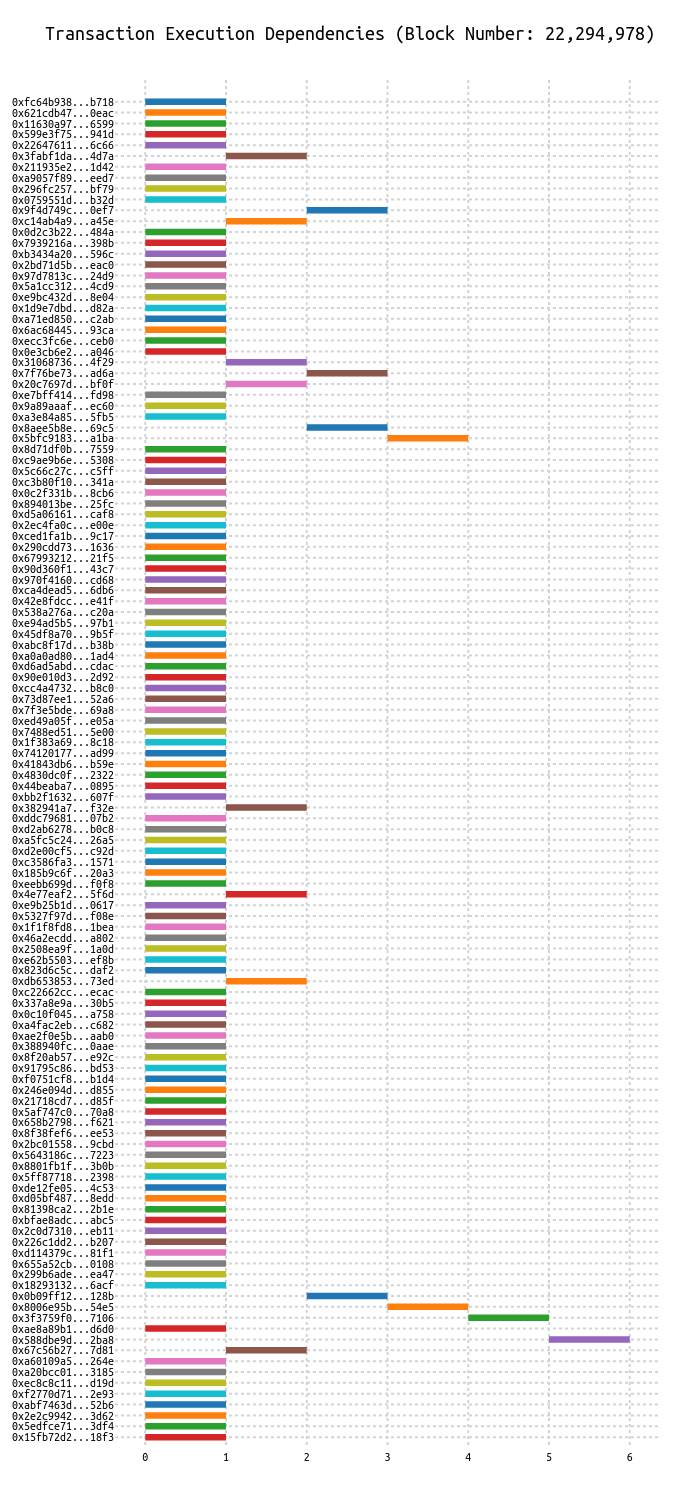 Transaction Execution Dependencies (Block Number: 22,294,978)
0xfc64b938...b718
0x621cdb47...0eac
0x11630a97...6599
0x599e3f75...941d
0x22647611...6c66
0x3fabf1da...4d7a
0x211935e2...1d42
0xa9057f89...eed7
0x296fc257...bf79
0x0759551d...b32d
0x9f4d749c...0ef7
0xc14ab4a9...a45e
0x0d2c3b22...484a
0x7939216a...398b
0xb3434a20...596c
0x2bd71d5b...eac0
0x97d7813c...24d9
0x5a1cc312...4cd9
0xe9bc432d...8e04
0x1d9e7dbd...d82a
0xa71ed850...c2ab
0x6ac68445...93ca
0xecc3fc6e...ceb0
0x0e3cb6e2...a046
0x31068736...4f29
0x7f76be73...ad6a
0x20c7697d...bf0f
0xe7bff414...fd98
0x9a89aaaf...ec60
0xa3e84a85...5fb5
0x8aee5b8e...69c5
0x5bfc9183...a1ba
0x8d71df0b...7559
0xc9ae9b6e...5308
0x5c66c27c...c5ff
0xc3b80f10...341a
0x0c2f331b...8cb6
0x894013be...25fc
0xd5a06161...caf8
0x2ec4fa0c...e00e
0xced1fa1b...9c17
0x290cdd73...1636
0x67993212...21f5
0x90d360f1...43c7
0x970f4160...cd68
0xca4dead5...6db6
0x42e8fdcc...e41f
0x538a276a...c20a
0xe94ad5b5...97b1
0x45df8a70...9b5f
0xabc8f17d...b38b
0xa0a0ad80...1ad4
0xd6ad5abd...cdac
0x90e010d3...2d92
0xcc4a4732...b8c0
0x73d87ee1...52a6
0x7f3e5bde...69a8
0xed49a05f...e05a
0x7488ed51...5e00
0x1f383a69...8c18
0x74120177...ad99
0x41843db6...b59e
0x4830dc0f...2322
0x44beaba7...0895
0xbb2f1632...607f
0x382941a7...f32e
0xddc79681...07b2
0xd2ab6278...b0c8
0xa5fc5c24...26a5
0xd2e00cf5...c92d
0xc3586fa3...1571
0x185b9c6f...20a3
0xeebb699d...f0f8
0x4e77eaf2...5f6d
0xe9b25b1d...0617
0x5327f97d...f08e
0x1f1f8fd8...1bea
0x46a2ecdd...a802
0x2508ea9f...1a0d
0xe62b5503...ef8b
0x823d6c5c...daf2
0xdb653853...73ed
0xc22662cc...ecac
0x337a8e9a...30b5
0x0c10f045...a758
0xa4fac2eb...c682
0xae2f0e5b...aab0
0x388940fc...0aae
0x8f20ab57...e92c
0x91795c86...bd53
0xf0751cf8...b1d4
0x246e094d...d855
0x21718cd7...d85f
0x5af747c0...70a8
0x658b2798...f621
0x8f38fef6...ee53
0x2bc01558...9cbd
0x5643186c...7223
0x8801fb1f...3b0b
0x5ff87718...2398
0xde12fe05...4c53
0xd05bf487...8edd
0x81398ca2...2b1e
0xbfae8adc...abc5
0x2c0d7310...eb11
0x226c1dd2...b207
0xd114379c...81f1
0x655a52cb...0108
0x299b6ade...ea47
0x18293132...6acf
0x0b09ff12...128b
0x8006e95b...54e5
0x3f3759f0...7106
0xae8a89b1...d6d0
0x588dbe9d...2ba8
0x67c56b27...7d81
0xa60109a5...264e
0xa20bcc01...3185
0xec8c8c11...d19d
0xf2770d71...2e93
0xabf7463d...52b6
0x2e2c9942...3d62
0x5edfce71...3df4
0x15fb72d2...18f3
0 1 2 3 4 5 6